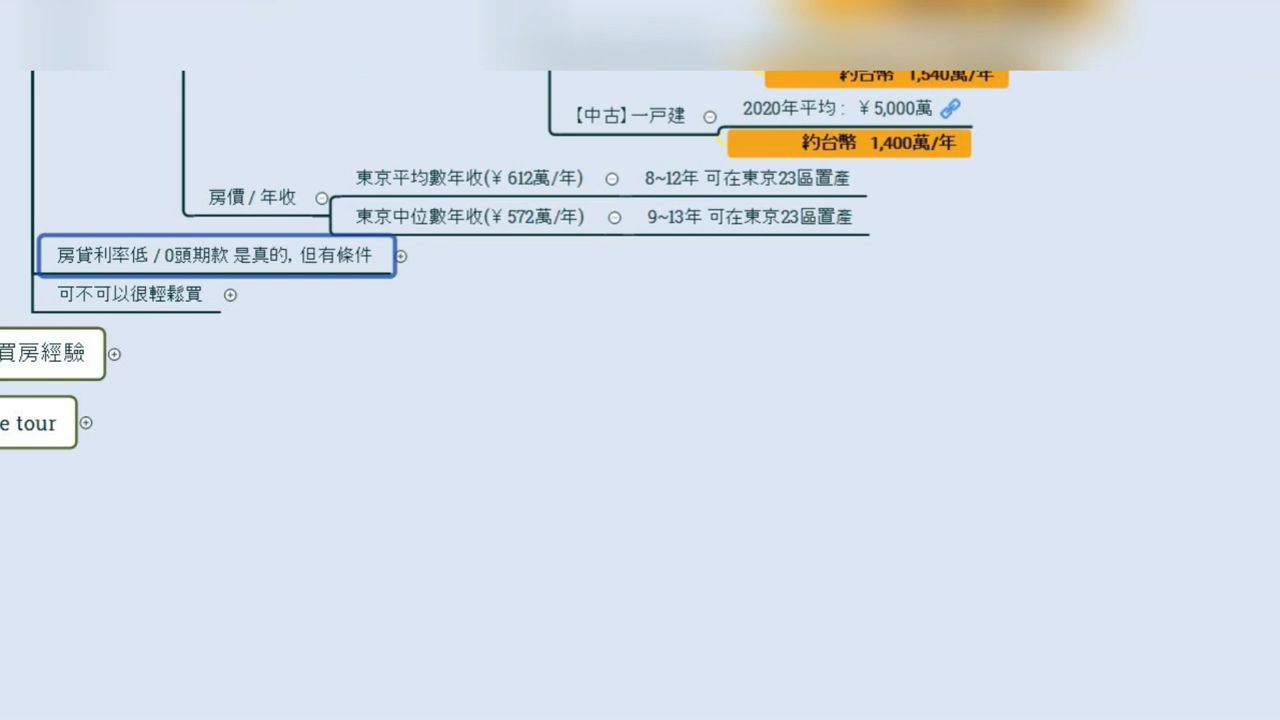 約台幣 1,540萬/年
【中古】一戸建
2020年平均: ¥5,000萬
約台幣 1,400萬/年
房價 / 年收
東京平均數年收(¥ 612萬/年)
8~12年 可在東京23區置產
東京中位數年收(¥ 572萬/年)
9~13年 可在東京23區置產
房貸利率低 / 0頭期款 是真的, 但有條件
可不可以很輕鬆買
買房經驗
e tour